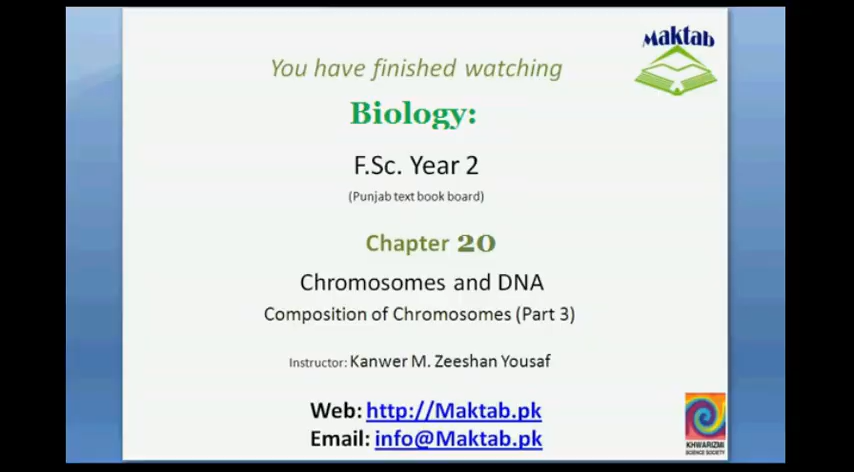 Maktab
You have finished watching
Biology:
F.Sc. Year 2
(Punjab text book board)
Chapter 20
Chromosomes and DNA
Composition of Chromosomes (Part 3)
Instructor: Kanwer M. Zeeshan Yousaf
Web: http://Maktab.pk
Email: info@Maktab.pk
KHWARIZMI
SCIENCE SOCIETY